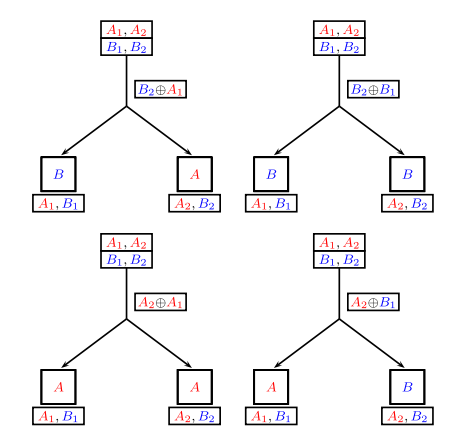 A₁, A₂ A₁, A₂
B₁, B₂ B₁, B₂
B₂⊕A₁ B₂⊕B₁
B A B B
A₁, B₁ A₂, B₂ A₁, B₁ A₂, B₂
A₁, A₂ A₁, A₂
B₁, B₂ B₁, B₂
A₂⊕A₁ A₂⊕B₁
A A A B
A₁, B₁ A₂, B₂ A₁, B₁ A₂, B₂